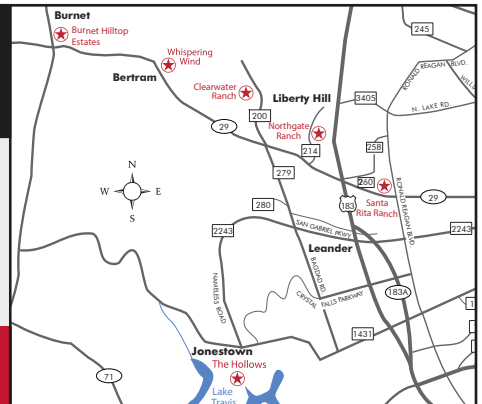 Burnet
Burnet Hilltop
Estates
245
Whispering
Wind
RONALD REAGAN BLVD.
Bertram
Clearwater
Ranch
Liberty Hill
3405
N. LAKE RD.
200
29
Northgate
Ranch
214
258
279
260
N
W
E
S
Santa
Rita Ranch
RONALD REAGAN BLVD.
29
280
183
2243
SAN GABRIEL PKWY
2243
Leander
BAGDAD RD.
NAMELESS ROAD
CRYSTAL FALLS PARKWAY
183A
1431
Jonestown
The Hollows
71
Lake
Travis